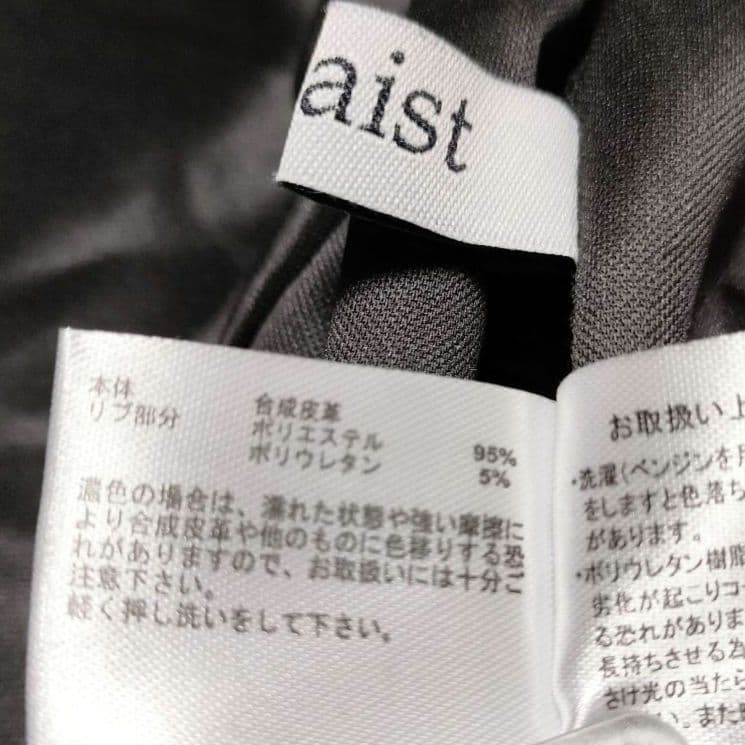 aist
本体 合成皮革
リブ部分 ポリエステル 95%
ポリウレタン 5%
濃色の場合は、濡れた状態や強い摩擦に
より合成皮革や他のものに色移りする恐
れがありますので、お取扱いには十分ご
注意下さい。
軽く押し洗いをして下さい。
お取扱い上
・洗濯(ベンジンを用
をしますと色落ち
があります。
・ポリウレタン樹脂
劣化が起こりコ
る恐れがありま
長持ちさせる為
さけ光の当たら
い。また